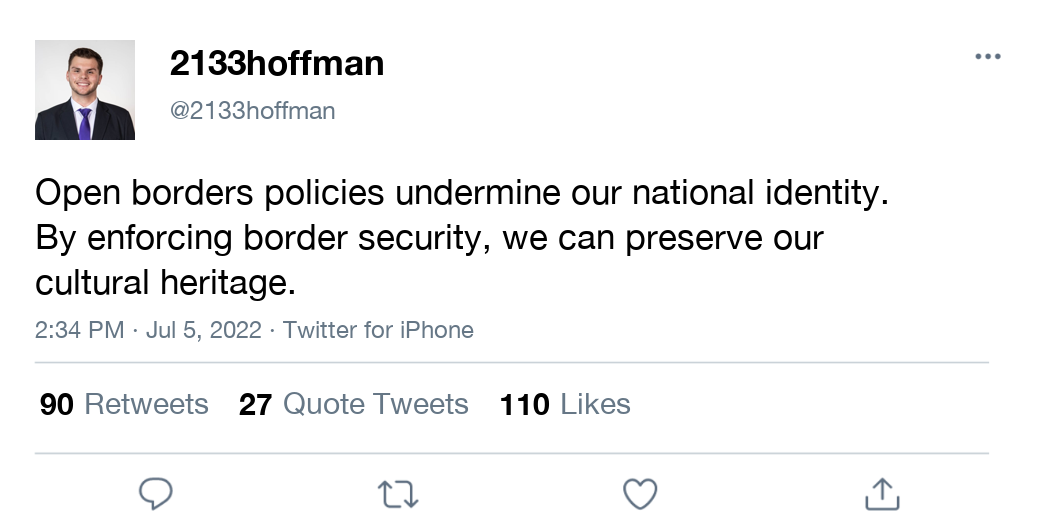 2133hoffman
@2133hoffman
Open borders policies undermine our national identity.
By enforcing border security, we can preserve our
cultural heritage.
2:34 PM · Jul 5, 2022 · Twitter for iPhone
90 Retweets 27 Quote Tweets 110 Likes